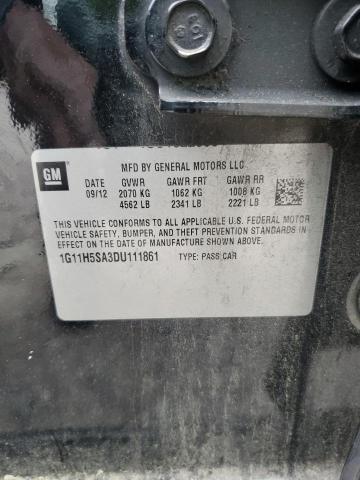 GM
MFD BY GENERAL MOTORS LLC
DATE GVWR GAWR FRT GAWR RR
09/12 2070 KG 1062 KG 1008 KG
4562 LB 2341 LB 2221 LB
THIS VEHICLE CONFORMS TO ALL APPLICABLE U.S. FEDERAL MOTOR
VEHICLE SAFETY, BUMPER, AND THEFT PREVENTION STANDARDS
IN EFFECT ON THE DATE OF MANUFACTURE SHOWN ABOVE.
1G11H5SA3DU111861 TYPE: PASS CAR